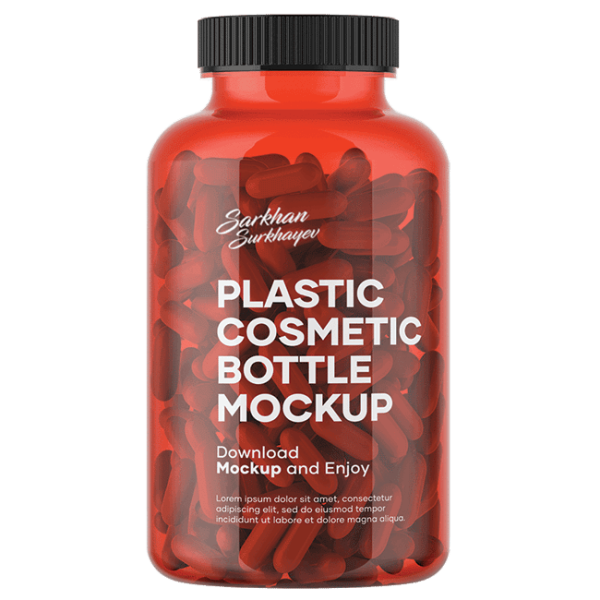 Sarkhan
Surkhayev
PLASTIC
COSMETIC
BOTTLE
MOCKUP
Download
Mockup and Enjoy
Lorem ipsum dolor sit amet, consectetur
adipiscing elit, sed do eiusmod tempor
incididunt ut labore et dolore magna aliqua.